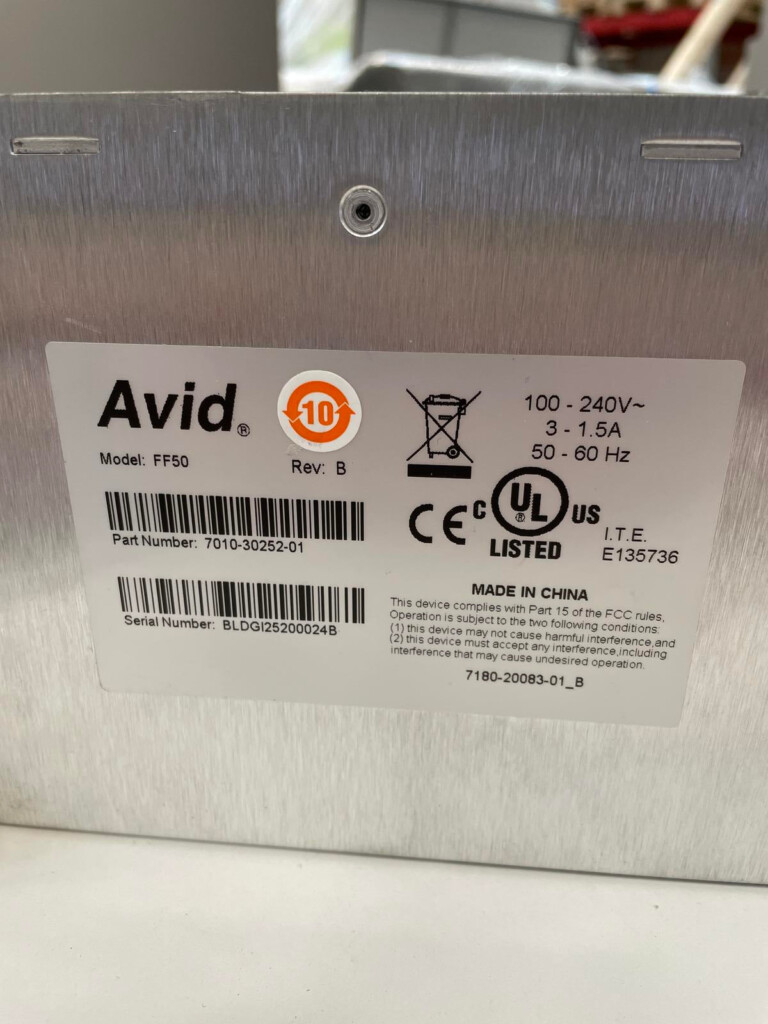 Avid®
10
Model: FF50
Rev: B
Part Number: 7010-30252-01
Serial Number: BLDGI25200024B
100 - 240V~
3 - 1.5A
50 - 60 Hz
CE
C UL® US
LISTED
I.T.E.
E135736
MADE IN CHINA
This device complies with Part 15 of the FCC rules,
Operation is subject to the two following conditions:
(1) this device may not cause harmful interference,and
(2) this device must accept any interference,including
interference that may cause undesired operation.
7180-20083-01_B